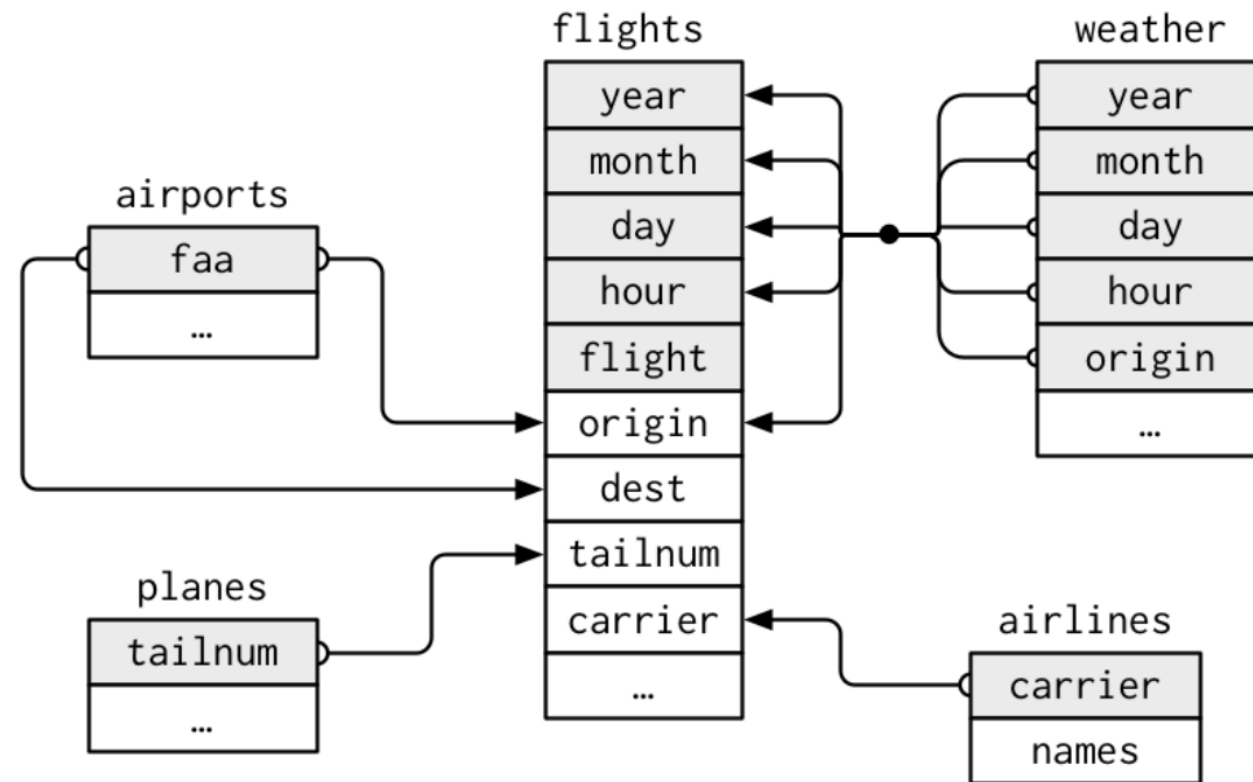 flights
year
month
day
hour
flight
origin
dest
tailnum
carrier
…
weather
year
month
day
hour
origin
…
airports
faa
…
planes
tailnum
…
airlines
carrier
names